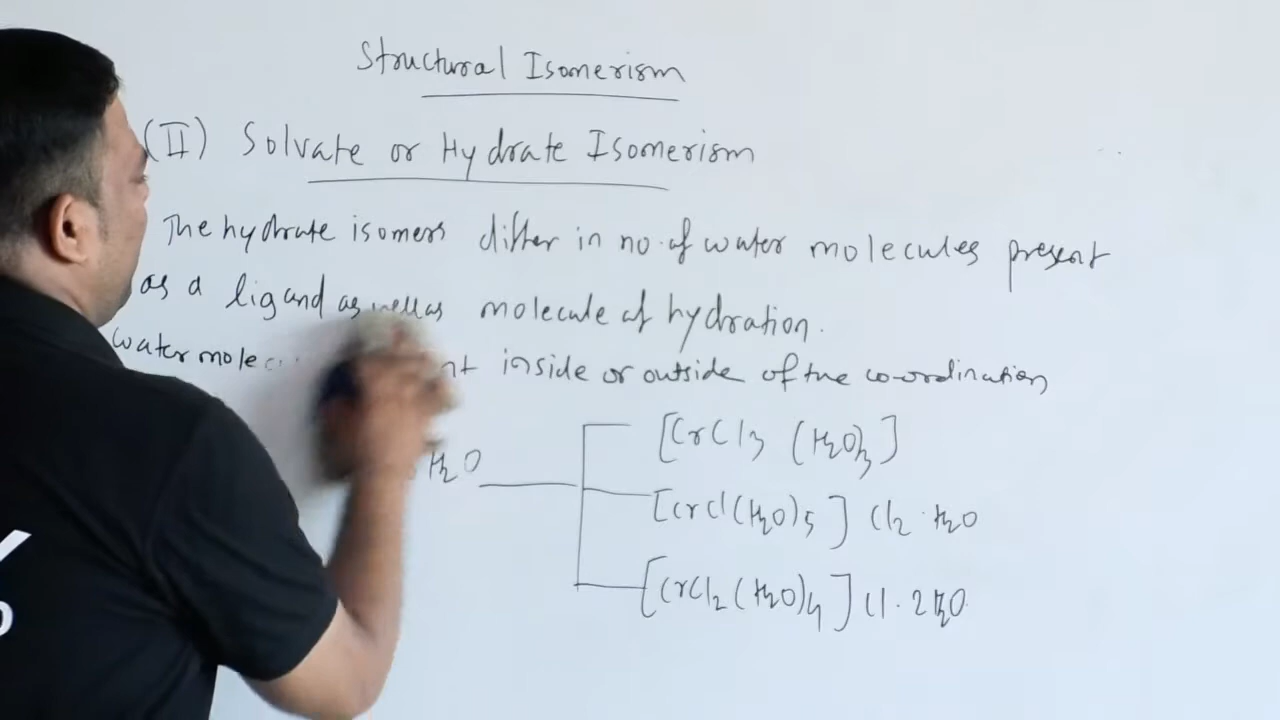 Structural Isomerism
(II) Solvate or Hydrate Isomerism
The hydrate isomers differ in no. of water molecules present
as a ligand as well as molecule of hydration.
water inside or outside of the co-ordination
H2O
[CrCl3 (H2O)3]
[CrCl(H2O)5] Cl2·H2O
[CrCl2(H2O)4] Cl·2H2O